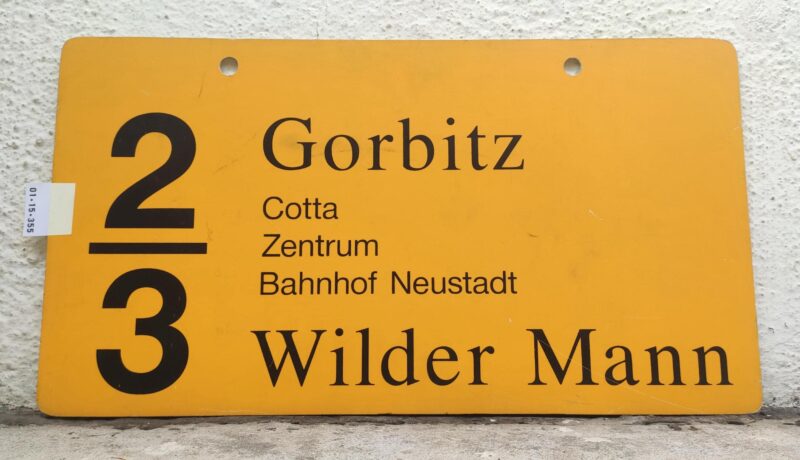 2
3
Gorbitz
Cotta
Zentrum
Bahnhof Neustadt
Wilder Mann
01-15-355